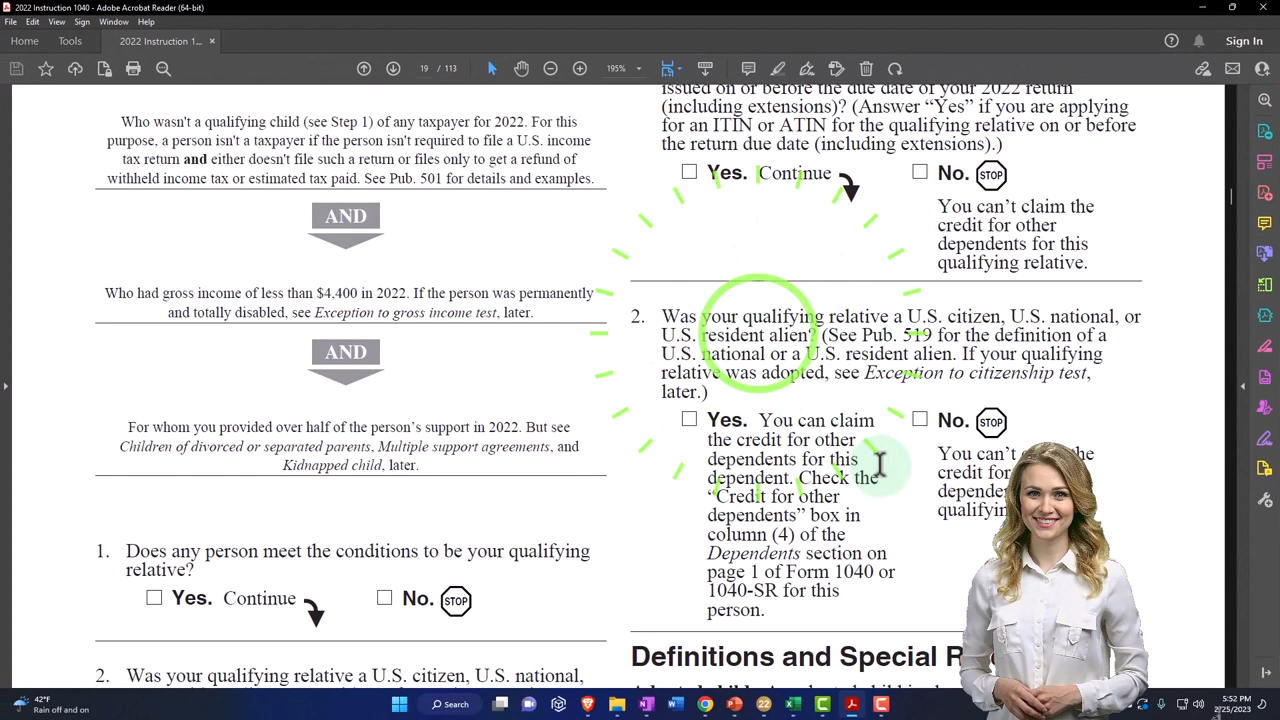 2022 Instruction 1040 - Adobe Acrobat Reader (64-bit)
File Edit View Sign Window Help
Home Tools 2022 Instruction 1... × Sign In
19 / 113 195%
Who wasn't a qualifying child (see Step 1) of any taxpayer for 2022. For this
purpose, a person isn't a taxpayer if the person isn't required to file a U.S. income
tax return and either doesn't file such a return or files only to get a refund of
withheld income tax or estimated tax paid. See Pub. 501 for details and examples.
AND
Who had gross income of less than $4,400 in 2022. If the person was permanently
and totally disabled, see Exception to gross income test, later.
AND
For whom you provided over half of the person's support in 2022. But see
Children of divorced or separated parents, Multiple support agreements, and
Kidnapped child, later.
1. Does any person meet the conditions to be your qualifying
relative?
Yes. Continue No. STOP
2. Was your qualifying relative a U.S. citizen, U.S. national,
issued on or before the due date of your 2022 return
(including extensions)? (Answer “Yes” if you are applying
for an ITIN or ATIN for the qualifying relative on or before
the return due date (including extensions).)
Yes. Continue No. STOP
You can't claim the
credit for other
dependents for this
qualifying relative.
2. Was your qualifying relative a U.S. citizen, U.S. national, or
U.S. resident alien? (See Pub. 519 for the definition of a
U.S. national or a U.S. resident alien. If your qualifying
relative was adopted, see Exception to citizenship test,
later.)
Yes. You can claim
the credit for other
dependents for this
dependent. Check the
“Credit for other
dependents” box in
column (4) of the
Dependents section on
page 1 of Form 1040 or
1040-SR for this
person.
No. STOP
You can't the
credit for
Definitions and Special R
42°F
Rain off and on
Search
5:52 PM
2/25/2023